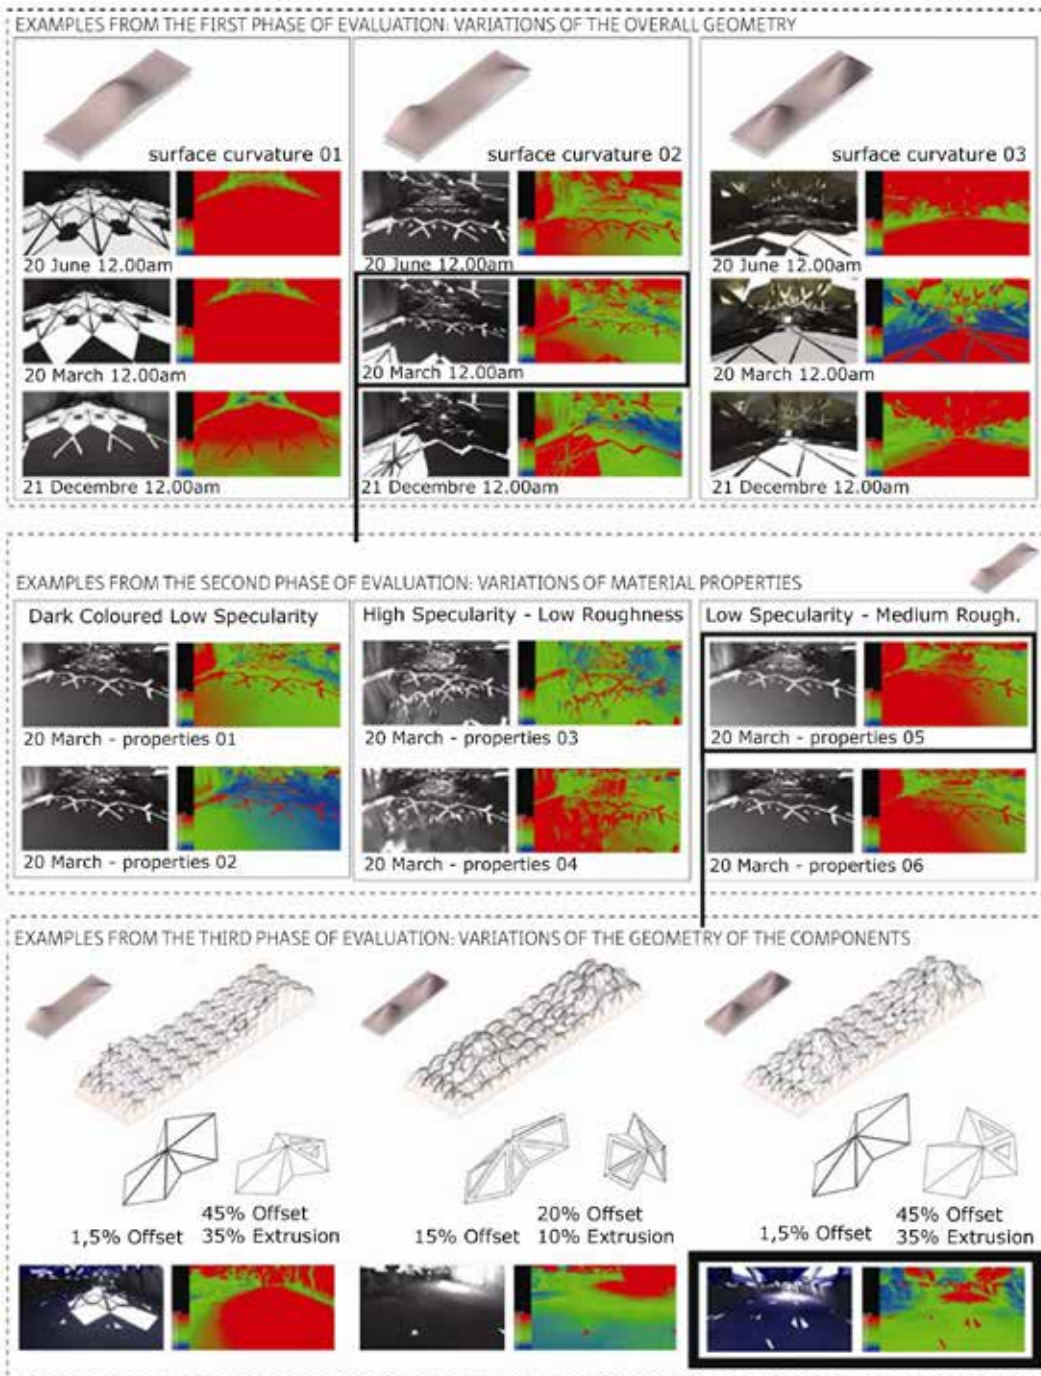 EXAMPLES FROM THE FIRST PHASE OF EVALUATION: VARIATIONS OF THE OVERALL GEOMETRY
surface curvature 01
surface curvature 02
surface curvature 03
20 June 12.00am
20 June 12.00am
20 June 12.00am
20 March 12.00am
20 March 12.00am
20 March 12.00am
21 Decembre 12.00am
21 Decembre 12.00am
21 Decembre 12.00am
EXAMPLES FROM THE SECOND PHASE OF EVALUATION: VARIATIONS OF MATERIAL PROPERTIES
Dark Coloured Low Specularity
High Specularity - Low Roughness
Low Specularity - Medium Rough.
20 March - properties 01
20 March - properties 03
20 March - properties 05
20 March - properties 02
20 March - properties 04
20 March - properties 06
EXAMPLES FROM THE THIRD PHASE OF EVALUATION: VARIATIONS OF THE GEOMETRY OF THE COMPONENTS
1,5% Offset
45% Offset
35% Extrusion
15% Offset
20% Offset
10% Extrusion
1,5% Offset
45% Offset
35% Extrusion